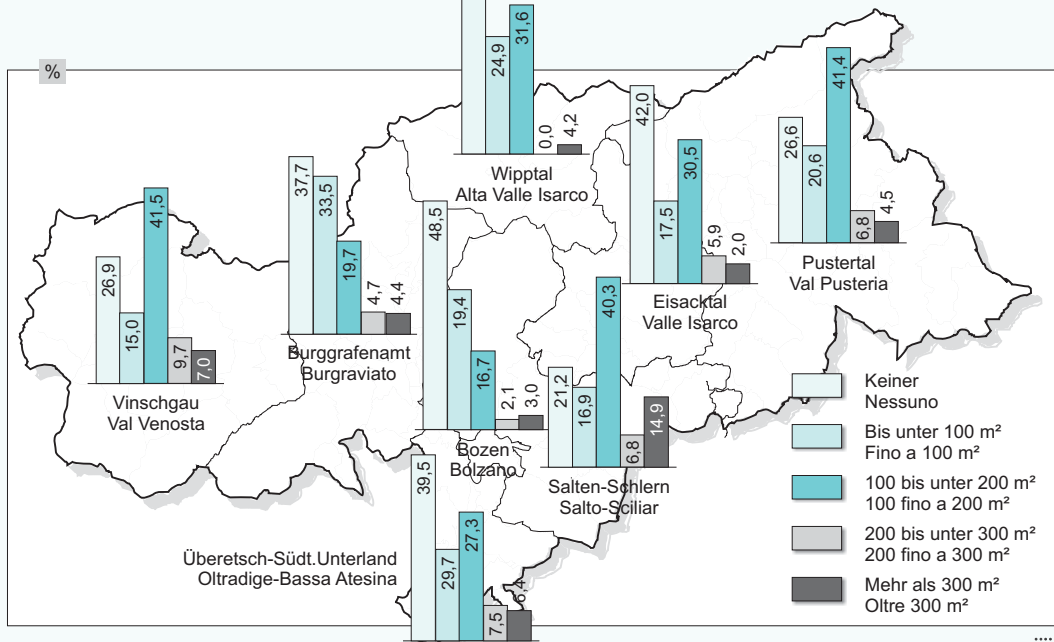 %
24,9
31,6
0,0
4,2
Wipptal
Alta Valle Isarco
42,0
17,5
30,5
5,9
2,0
Eisacktal
Valle Isarco
26,6
20,6
41,4
6,8
4,5
Pustertal
Val Pusteria
37,7
33,5
19,7
4,7
4,4
Burggrafenamt
Burgraviato
26,9
15,0
41,5
9,7
7,0
Vinschgau
Val Venosta
48,5
19,4
16,7
2,1
3,0
Bozen
Bolzano
21,2
16,9
40,3
6,8
14,9
Salten-Schlern
Salto-Sciliar
39,5
29,7
27,3
7,5
6,4
Überetsch-Südt.Unterland
Oltradige-Bassa Atesina
Keiner
Nessuno
Bis unter 100 m²
Fino a 100 m²
100 bis unter 200 m²
100 fino a 200 m²
200 bis unter 300 m²
200 fino a 300 m²
Mehr als 300 m²
Oltre 300 m²